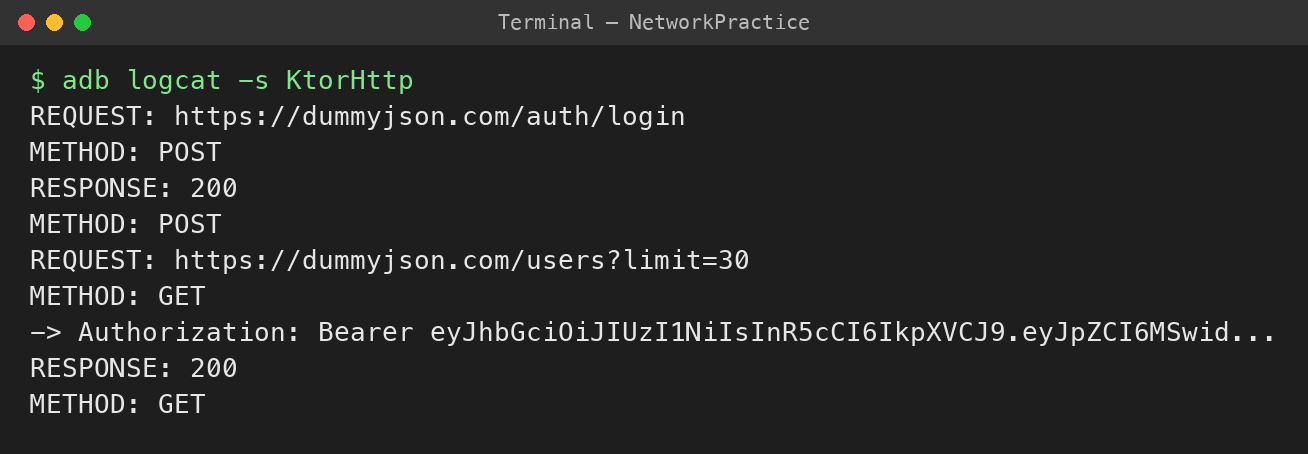 Terminal — NetworkPractice
$ adb logcat -s KtorHttp
REQUEST: https://dummyjson.com/auth/login
METHOD: POST
RESPONSE: 200
METHOD: POST
REQUEST: https://dummyjson.com/users?limit=30
METHOD: GET
-> Authorization: Bearer eyJhbGciOiJIUzI1NiIsInR5cCI6IkpXVCJ9.eyJpZCI6MSwid...
RESPONSE: 200
METHOD: GET